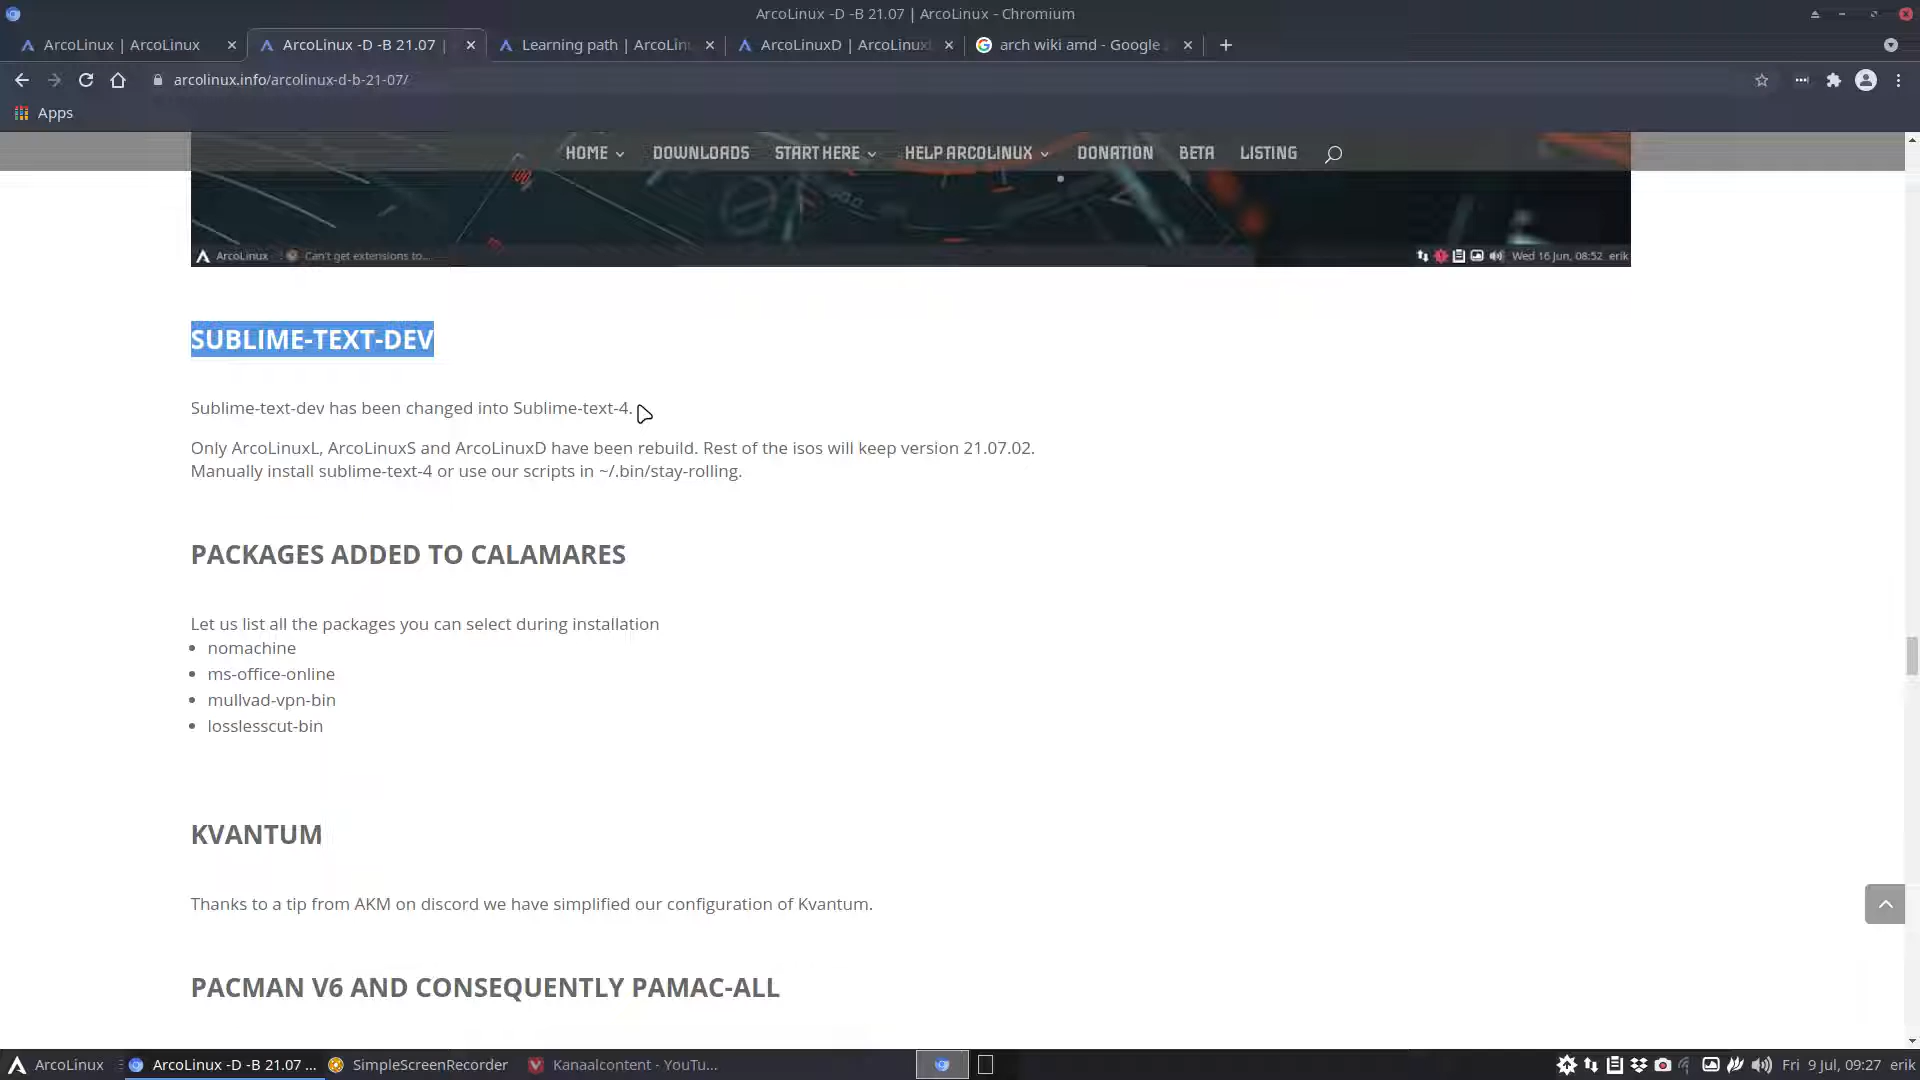 ArcoLinux -D -B 21.07 | ArcoLinux - Chromium
ArcoLinux | ArcoLinux
ArcoLinux -D -B 21.07 |
Learning path | ArcoLin
ArcoLinuxD | ArcoLinux
arch wiki amd - Google
arcolinux.info/arcolinux-d-b-21-07/
Apps
HOME DOWNLOADS START HERE HELP ARCOLINUX DONATION BETA LISTING
100
ArcoLinux Can't get extensions to... Wed 16 Jun, 08:52 erik
SUBLIME-TEXT-DEV
Sublime-text-dev has been changed into Sublime-text-4.
Only ArcoLinuxL, ArcoLinuxS and ArcoLinuxD have been rebuild. Rest of the isos will keep version 21.07.02.
Manually install sublime-text-4 or use our scripts in ~/.bin/stay-rolling.
PACKAGES ADDED TO CALAMARES
Let us list all the packages you can select during installation
• nomachine
• ms-office-online
• mullvad-vpn-bin
• losslesscut-bin
KVANTUM
Thanks to a tip from AKM on discord we have simplified our configuration of Kvantum.
PACMAN V6 AND CONSEQUENTLY PAMAC-ALL
ArcoLinux ArcoLinux -D -B 21.07 ... SimpleScreenRecorder Kanaalcontent - YouTu... Fri 9 Jul, 09:27 erik